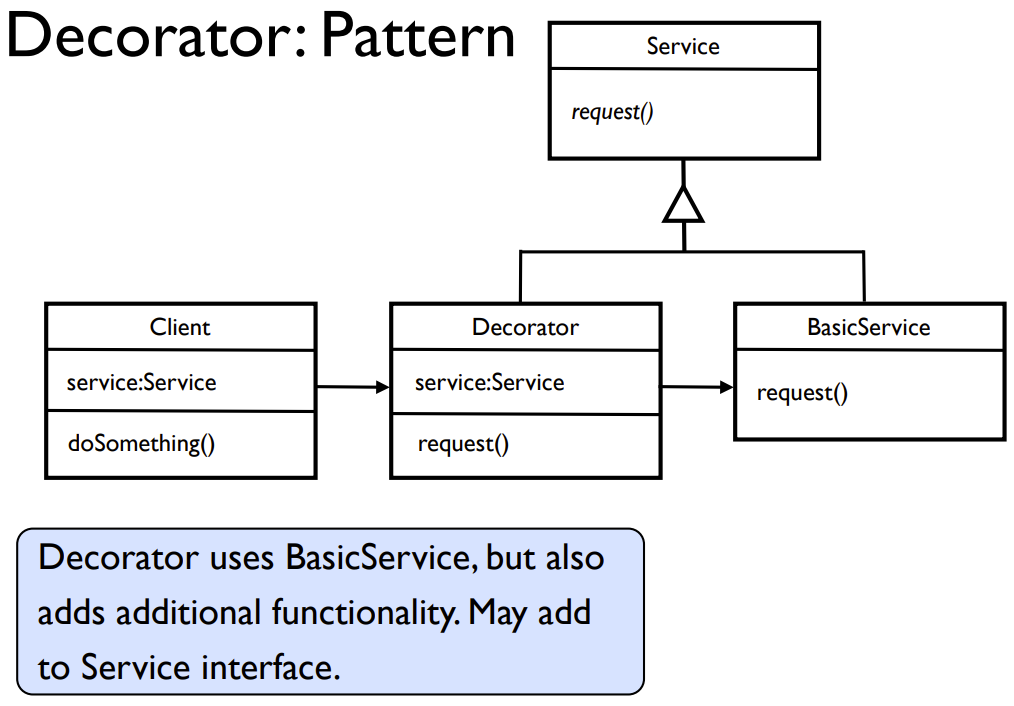 Decorator: Pattern
Service
request()
Client
service:Service
doSomething()
Decorator
service:Service
request()
BasicService
request()
Decorator uses BasicService, but also
adds additional functionality. May add
to Service interface.